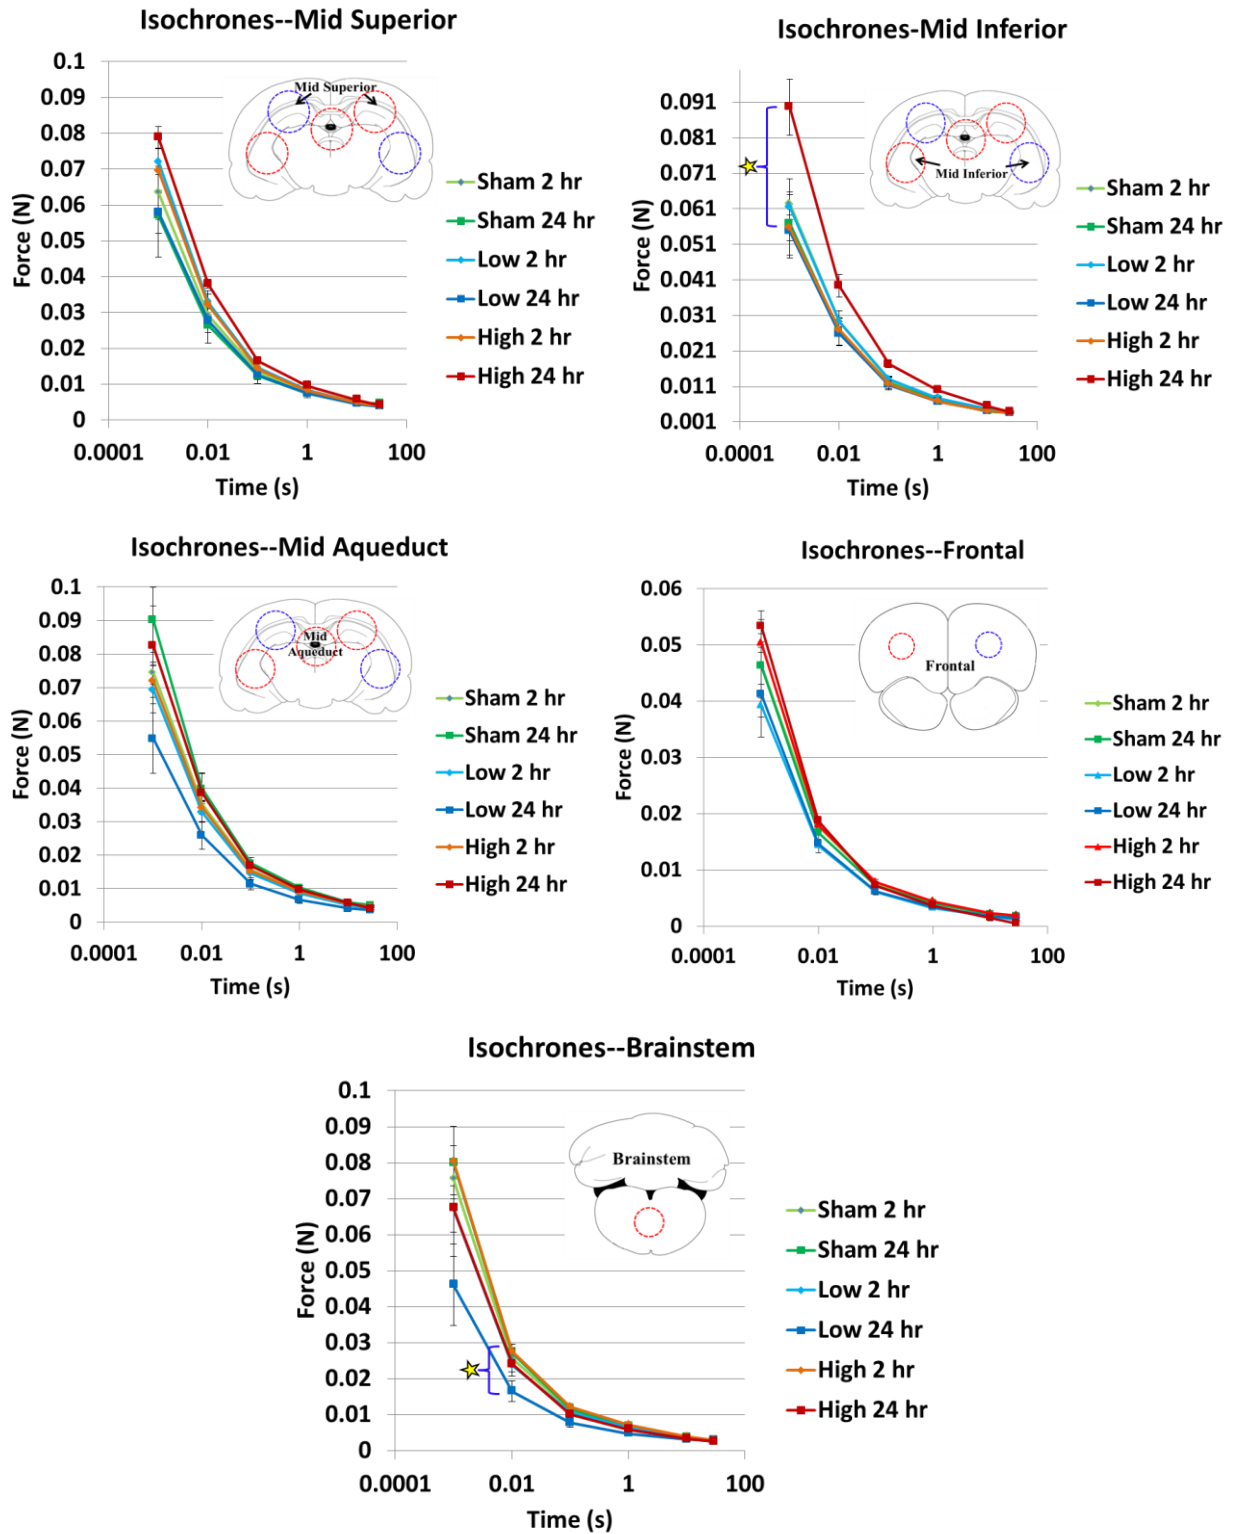 Isochrones--Mid Superior
0.1
0.09
0.08
0.07
0.06
0.05
0.04
0.03
0.02
0.01
0
Force (N)
0.0001
0.01
1
100
Time (s)
Mid Superior
Sham 2 hr
Sham 24 hr
Low 2 hr
Low 24 hr
High 2 hr
High 24 hr
Isochrones-Mid Inferior
0.091
0.081
0.071
0.061
0.051
0.041
0.031
0.021
0.011
0.001
Force (N)
0.0001
0.01
1
100
Time (s)
Mid Inferior
Sham 2 hr
Sham 24 hr
Low 2 hr
Low 24 hr
High 2 hr
High 24 hr
Isochrones--Mid Aqueduct
0.1
0.09
0.08
0.07
0.06
0.05
0.04
0.03
0.02
0.01
0
Force (N)
0.0001
0.01
1
100
Time (s)
Mid
Aqueduct
Sham 2 hr
Sham 24 hr
Low 2 hr
Low 24 hr
High 2 hr
High 24 hr
Isochrones--Frontal
0.06
0.05
0.04
0.03
0.02
0.01
0
Force (N)
0.0001
0.01
1
100
Time (s)
Frontal
Sham 2 hr
Sham 24 hr
Low 2 hr
Low 24 hr
High 2 hr
High 24 hr
Isochrones--Brainstem
0.1
0.09
0.08
0.07
0.06
0.05
0.04
0.03
0.02
0.01
0
Force (N)
0.0001
0.01
1
100
Time (s)
Brainstem
Sham 2 hr
Sham 24 hr
Low 2 hr
Low 24 hr
High 2 hr
High 24 hr